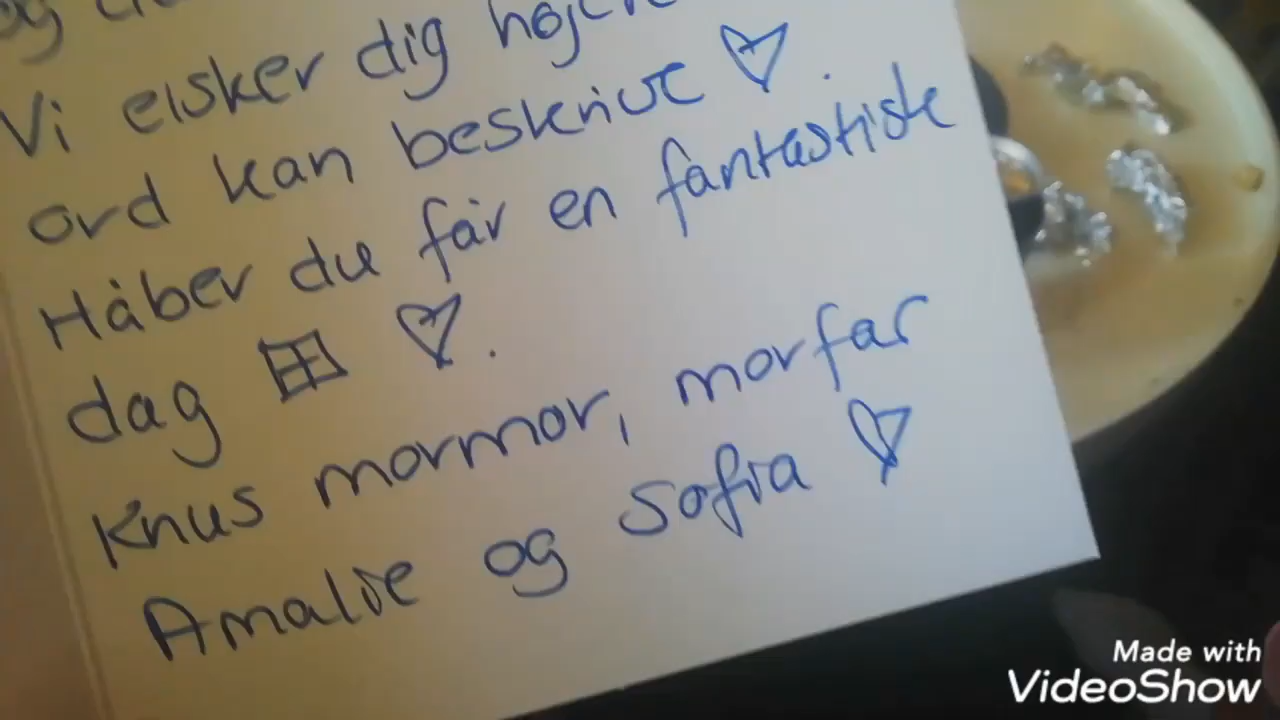 og
Vi elsker dig
ord kan beskrive ♡.
Håber du får en fantastisk
dag ♡.
Knus mormor, morfar
Amalie og Sofia ♡
Made with
VideoShow